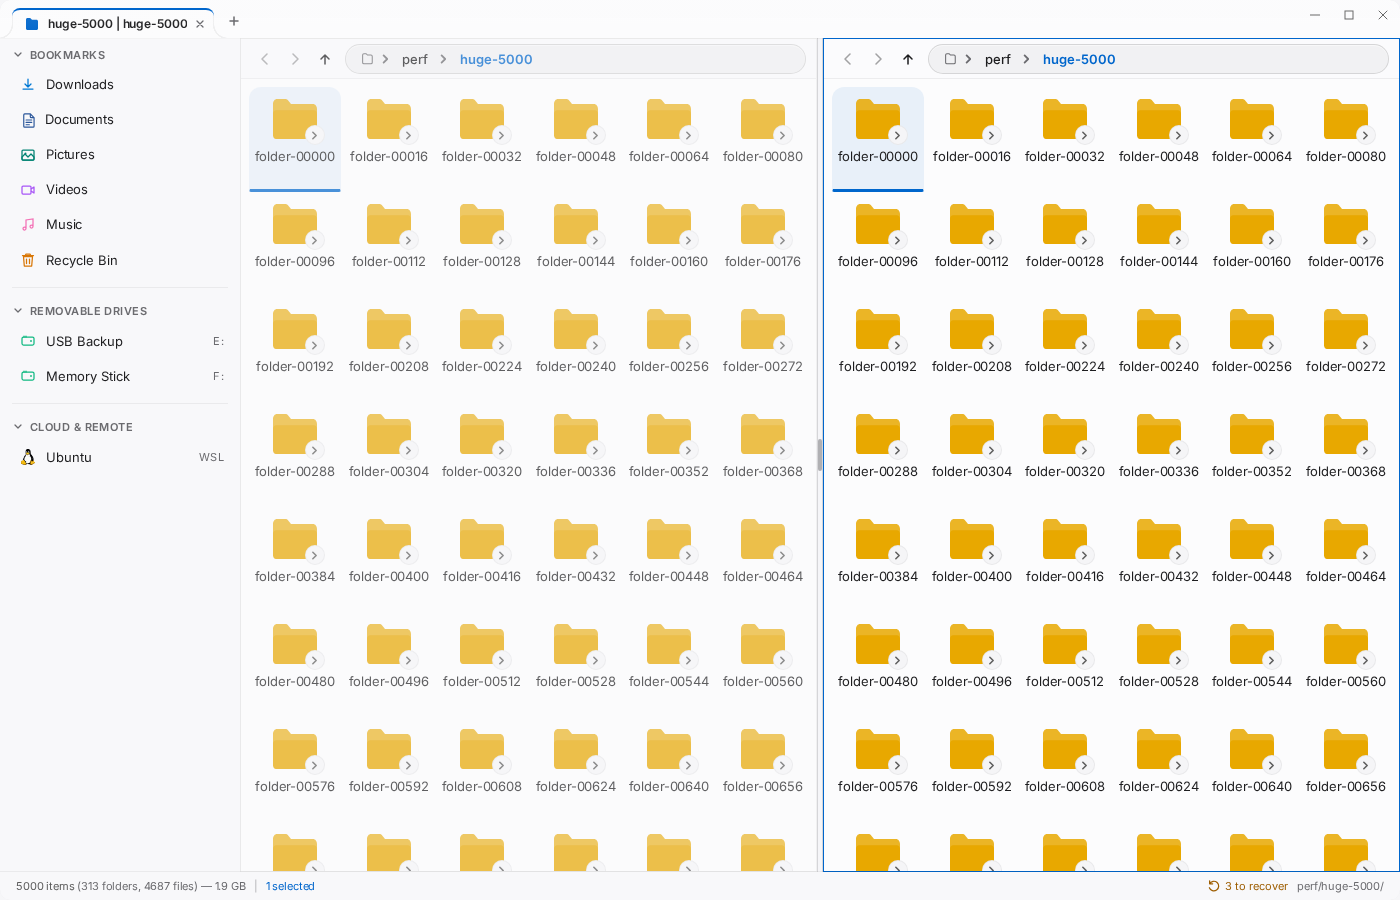 huge-5000 | huge-5000
BOOKMARKS
Downloads
Documents
Pictures
Videos
Music
Recycle Bin
REMOVABLE DRIVES
USB Backup E:
Memory Stick F:
CLOUD & REMOTE
Ubuntu WSL
perf huge-5000
folder-00000 folder-00016 folder-00032 folder-00048 folder-00064 folder-00080
folder-00096 folder-00112 folder-00128 folder-00144 folder-00160 folder-00176
folder-00192 folder-00208 folder-00224 folder-00240 folder-00256 folder-00272
folder-00288 folder-00304 folder-00320 folder-00336 folder-00352 folder-00368
folder-00384 folder-00400 folder-00416 folder-00432 folder-00448 folder-00464
folder-00480 folder-00496 folder-00512 folder-00528 folder-00544 folder-00560
folder-00576 folder-00592 folder-00608 folder-00624 folder-00640 folder-00656
perf huge-5000
folder-00000 folder-00016 folder-00032 folder-00048 folder-00064 folder-00080
folder-00096 folder-00112 folder-00128 folder-00144 folder-00160 folder-00176
folder-00192 folder-00208 folder-00224 folder-00240 folder-00256 folder-00272
folder-00288 folder-00304 folder-00320 folder-00336 folder-00352 folder-00368
folder-00384 folder-00400 folder-00416 folder-00432 folder-00448 folder-00464
folder-00480 folder-00496 folder-00512 folder-00528 folder-00544 folder-00560
folder-00576 folder-00592 folder-00608 folder-00624 folder-00640 folder-00656
5000 items (313 folders, 4687 files) — 1.9 GB | 1 selected
3 to recover perf/huge-5000/